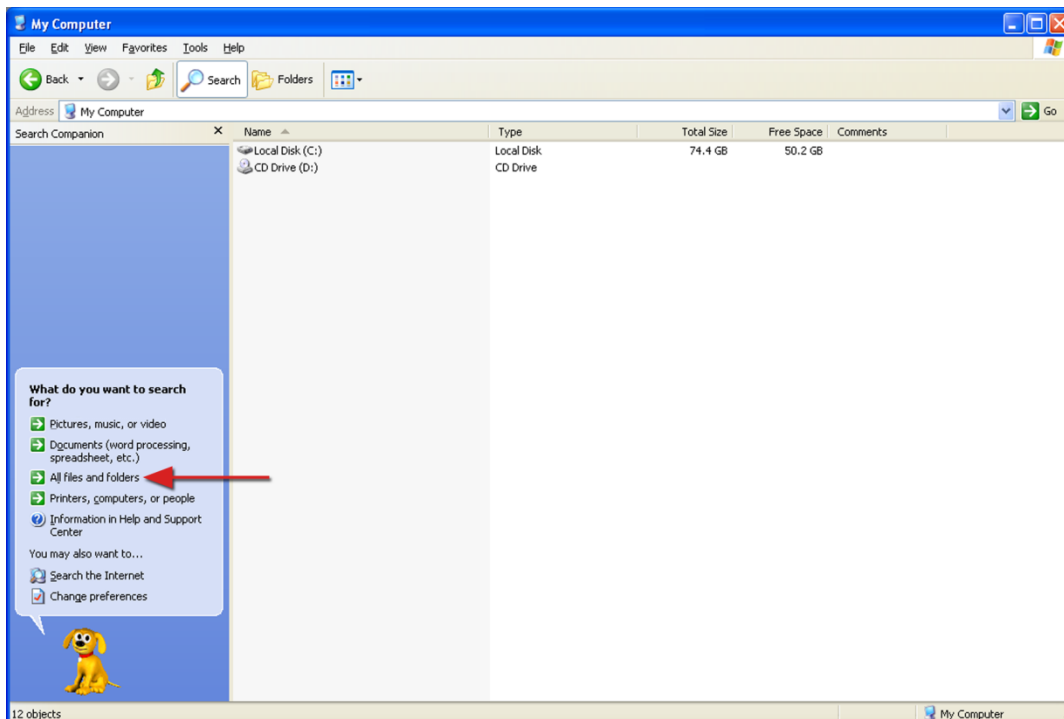 My Computer
File Edit View Favorites Tools Help
Back Search Folders
Address My Computer Go
Search Companion
Name Type Total Size Free Space Comments
Local Disk (C:) Local Disk 74.4 GB 50.2 GB
CD Drive (D:) CD Drive
What do you want to search
for?
Pictures, music, or video
Documents (word processing,
spreadsheet, etc.)
All files and folders
Printers, computers, or people
Information in Help and Support
Center
You may also want to...
Search the Internet
Change preferences
12 objects My Computer